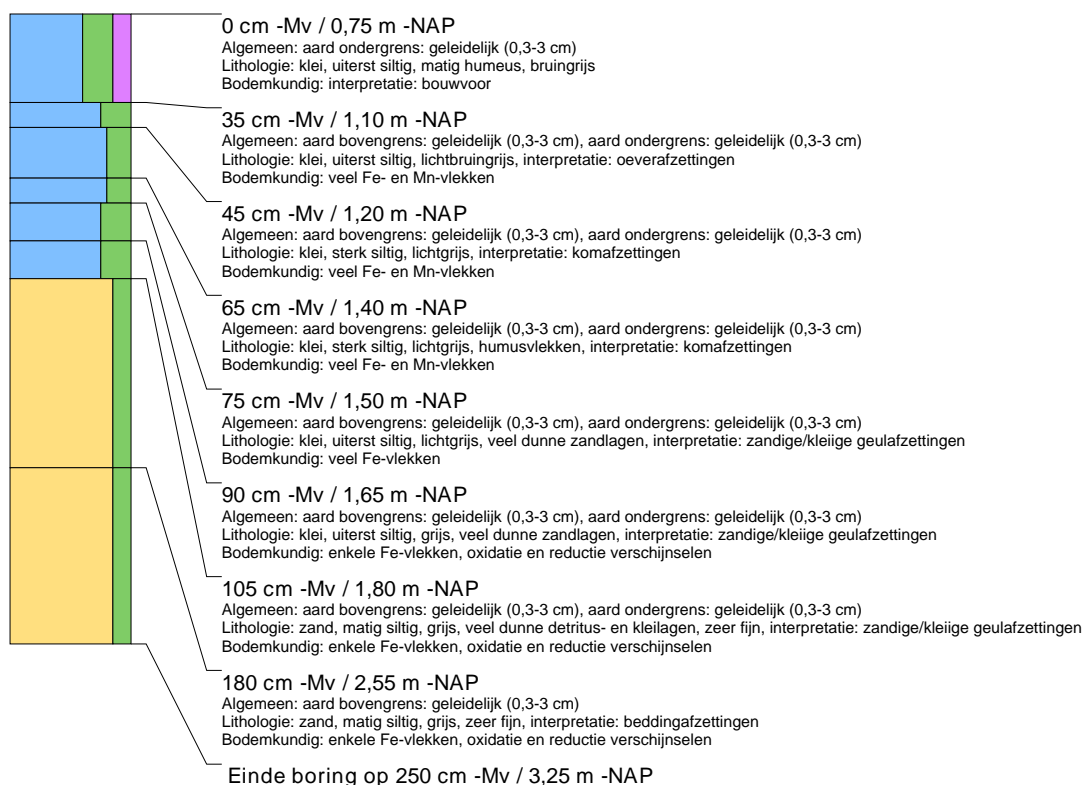 0 cm -Mv / 0,75 m -NAP
Algemeen: aard ondergrens: geleidelijk (0,3-3 cm)
Lithologie: klei, uiterst siltig, matig humeus, bruingrijs
Bodemkundig: interpretatie: bouwvoor
35 cm -Mv / 1,10 m -NAP
Algemeen: aard bovengrens: geleidelijk (0,3-3 cm), aard ondergrens: geleidelijk (0,3-3 cm)
Lithologie: klei, uiterst siltig, lichtbruingrijs, interpretatie: oeverafzettingen
Bodemkundig: veel Fe- en Mn-vlekken
45 cm -Mv / 1,20 m -NAP
Algemeen: aard bovengrens: geleidelijk (0,3-3 cm), aard ondergrens: geleidelijk (0,3-3 cm)
Lithologie: klei, sterk siltig, lichtgrijs, interpretatie: komafzettingen
Bodemkundig: veel Fe- en Mn-vlekken
65 cm -Mv / 1,40 m -NAP
Algemeen: aard bovengrens: geleidelijk (0,3-3 cm), aard ondergrens: geleidelijk (0,3-3 cm)
Lithologie: klei, sterk siltig, lichtgrijs, humusvlekken, interpretatie: komafzettingen
Bodemkundig: veel Fe- en Mn-vlekken
75 cm -Mv / 1,50 m -NAP
Algemeen: aard bovengrens: geleidelijk (0,3-3 cm), aard ondergrens: geleidelijk (0,3-3 cm)
Lithologie: klei, uiterst siltig, lichtgrijs, veel dunne zandlagen, interpretatie: zandige/kleiige geulafzettingen
Bodemkundig: veel Fe-vlekken
90 cm -Mv / 1,65 m -NAP
Algemeen: aard bovengrens: geleidelijk (0,3-3 cm), aard ondergrens: geleidelijk (0,3-3 cm)
Lithologie: klei, uiterst siltig, grijs, veel dunne zandlagen, interpretatie: zandige/kleiige geulafzettingen
Bodemkundig: enkele Fe-vlekken, oxidatie en reductie verschijnselen
105 cm -Mv / 1,80 m -NAP
Algemeen: aard bovengrens: geleidelijk (0,3-3 cm), aard ondergrens: geleidelijk (0,3-3 cm)
Lithologie: zand, matig siltig, grijs, veel dunne detritus- en kleilagen, zeer fijn, interpretatie: zandige/kleiige geulafzettingen
Bodemkundig: enkele Fe-vlekken, oxidatie en reductie verschijnselen
180 cm -Mv / 2,55 m -NAP
Algemeen: aard bovengrens: geleidelijk (0,3-3 cm)
Lithologie: zand, matig siltig, grijs, zeer fijn, interpretatie: beddingafzettingen
Bodemkundig: enkele Fe-vlekken, oxidatie en reductie verschijnselen
Einde boring op 250 cm -Mv / 3,25 m -NAP